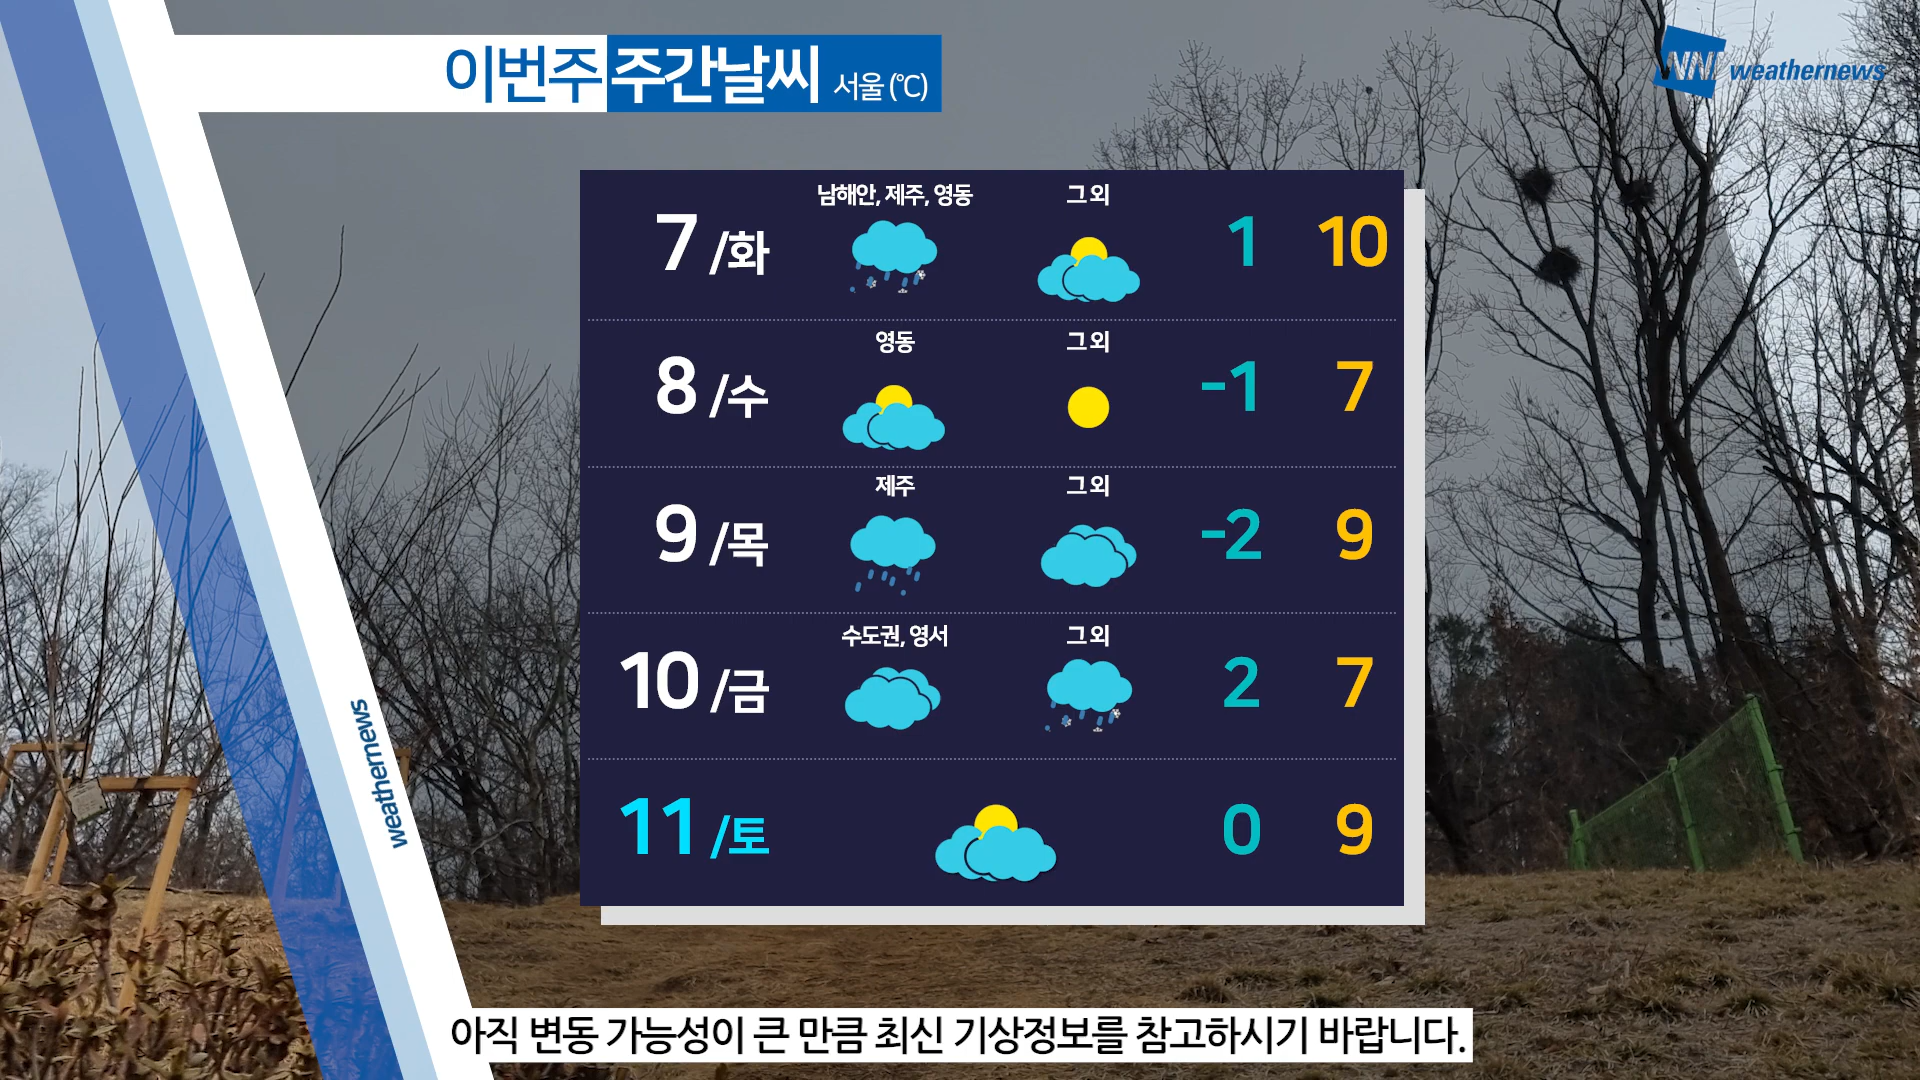 이번주 주간날씨 서울 (℃)
WNI weathernews
남해안, 제주, 영동 그 외
7 /화 1 10
영동 그 외
8 /수 -1 7
제주 그 외
9 /목 -2 9
수도권, 영서 그 외
10 /금 2 7
11 /토 0 9
weathernews
아직 변동 가능성이 큰 만큼 최신 기상정보를 참고하시기 바랍니다.